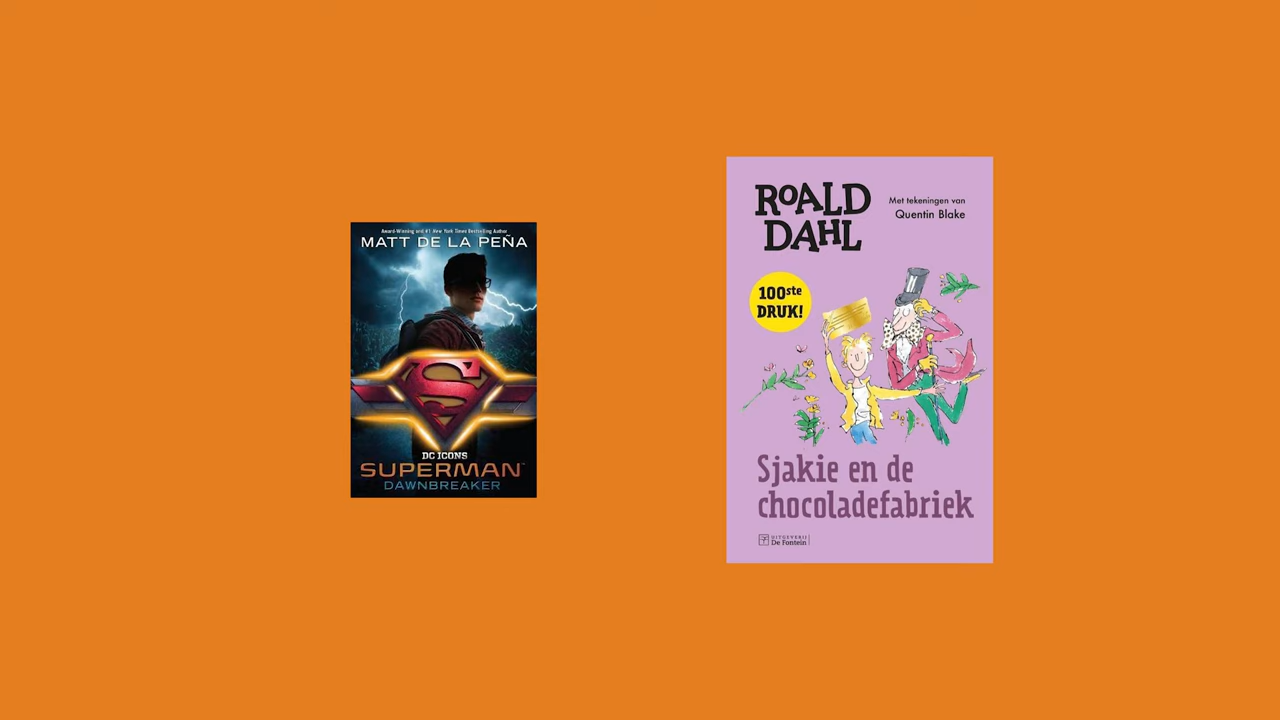 Award-Winning and #1 New York Times Bestselling Author
MATT DE LA PEÑA
DC ICONS
SUPERMAN™
DAWNBREAKER
ROALD
DAHL
Met tekeningen van
Quentin Blake
100ste
DRUK!
Sjakie en de
chocoladefabriek
UITGEVERIJ
De Fontein